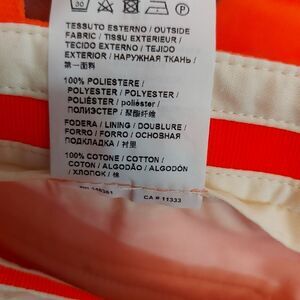 TESSUTO ESTERNO / OUTSIDE
FABRIC / TISSU EXTERIEUR /
TECIDO EXTERNO / TEJIDO
EXTERIOR / НАРУЖНАЯ ТКАНЬ /
第一面料
100% POLIESTERE /
POLYESTER / POLYESTER /
POLIÉSTER / poliéster /
ПОЛИЭСТЕР / 聚酯纤维
FODERA / LINING / DOUBLURE /
FORRO / FORRO / ОСНОВНАЯ
ПОДКЛАДКА / 衬里
100% COTONE / COTTON /
COTON / ALGODÃO / ALGODÓN
/ ХЛОПОК / 棉
CA # 11333